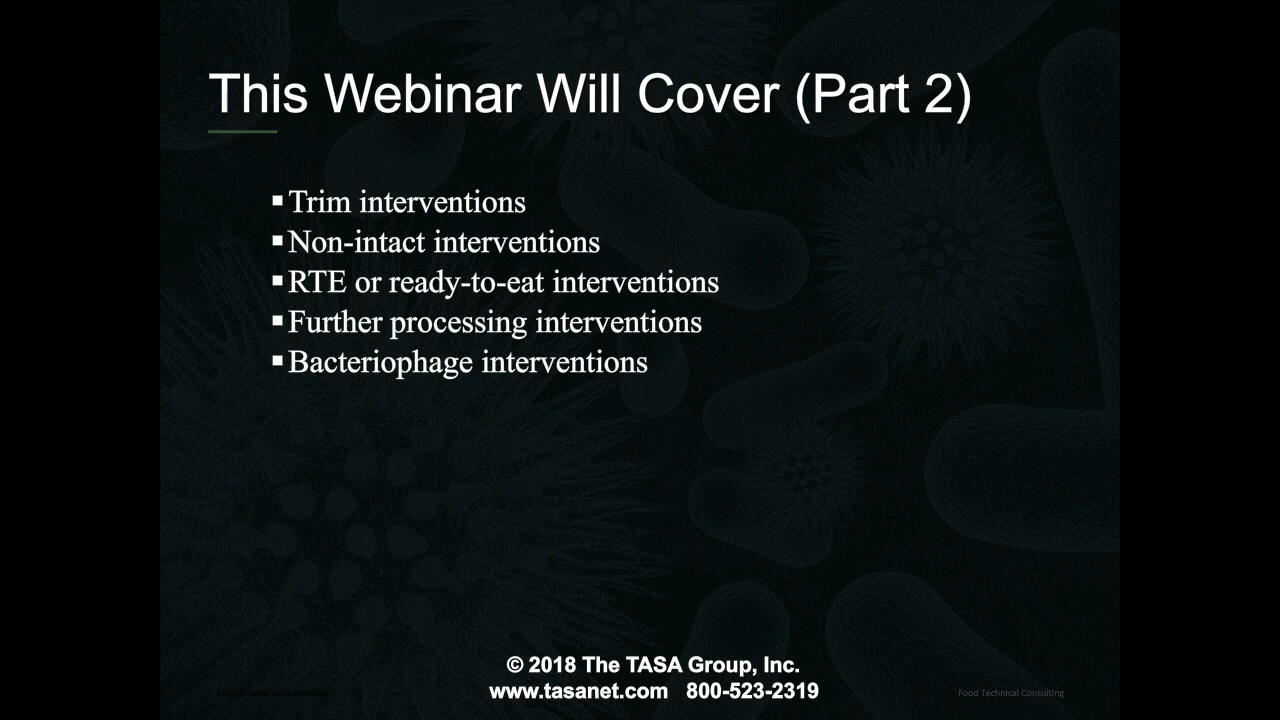 This Webinar Will Cover (Part 2)
▪Trim interventions
▪Non-intact interventions
▪RTE or ready-to-eat interventions
▪Further processing interventions
▪Bacteriophage interventions
© 2018 The TASA Group, Inc.
www.tasanet.com 800-523-2319
Food Technical Consulting